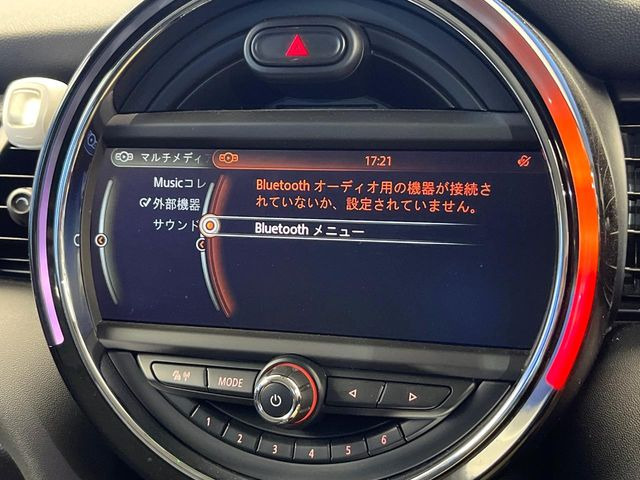 マルチメディ
17:21
Musicコレ
外部機器
サウンド
Bluetooth オーディオ用の機器が接続さ
れていないか、設定されていません。
Bluetooth メニュー
MODE
1 2 3 4 5 6